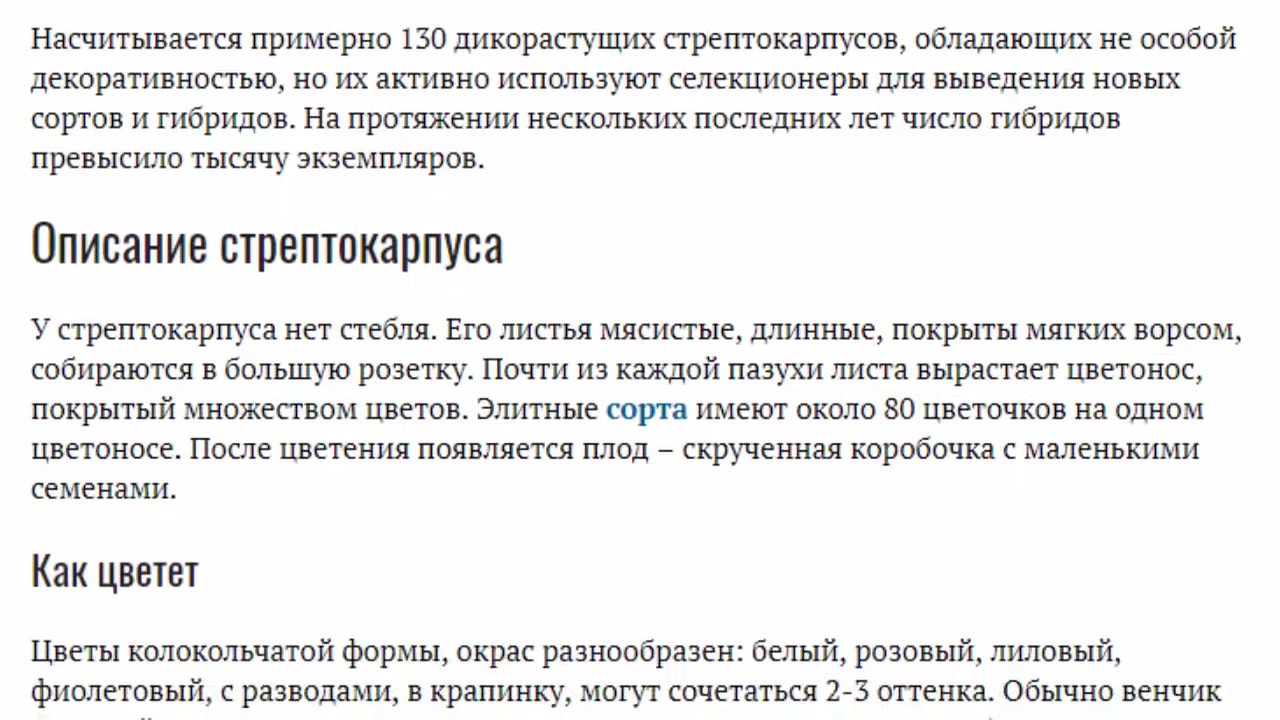 Насчитывается примерно 130 дикорастущих стрептокарпусов, обладающих не особой
декоративностью, но их активно используют селекционеры для выведения новых
сортов и гибридов. На протяжении нескольких последних лет число гибридов
превысило тысячу экземпляров.
Описание стрептокарпуса
У стрептокарпуса нет стебля. Его листья мясистые, длинные, покрыты мягких ворсом,
собираются в большую розетку. Почти из каждой пазухи листа вырастает цветонос,
покрытый множеством цветов. Элитные сорта имеют около 80 цветочков на одном
цветоносе. После цветения появляется плод – скрученная коробочка с маленькими
семенами.
Как цветет
Цветы колокольчатой формы, окрас разнообразен: белый, розовый, лиловый,
фиолетовый, с разводами, в крапинку, могут сочетаться 2-3 оттенка. Обычно венчик